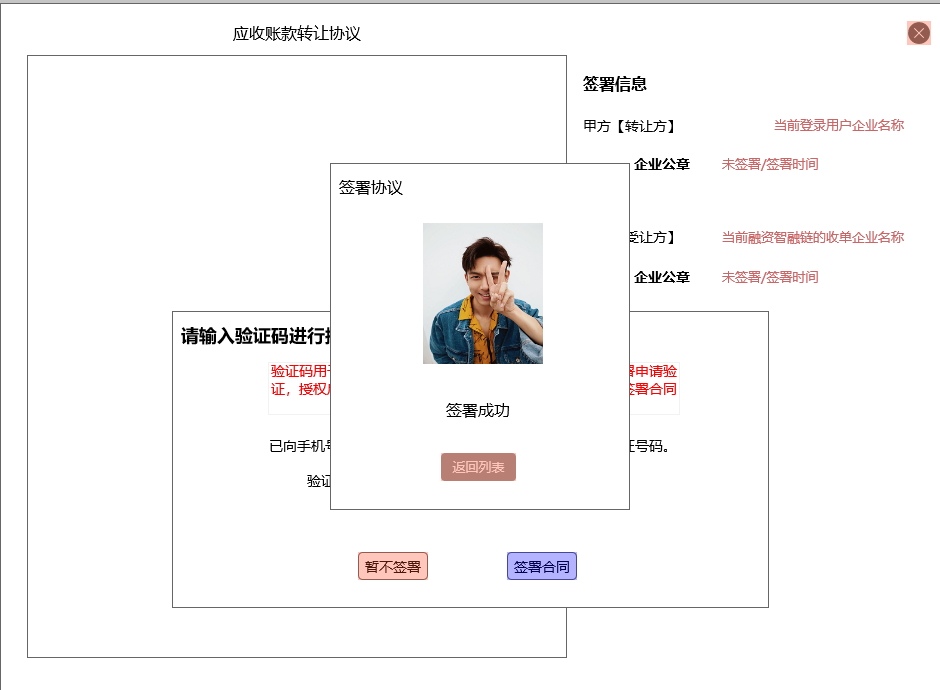 应收账款转让协议
签署信息
甲方【转让方】 当前登录用户企业名称
企业公章 未签署/签署时间
签署协议
受让方】 当前融资智融链的收单企业名称
企业公章 未签署/签署时间
请输入验证码进行
验证码用 署申请验
证，授权 签署合同
签署成功
已向手机号 证号码。
返回列表
验证
暂不签署 签署合同